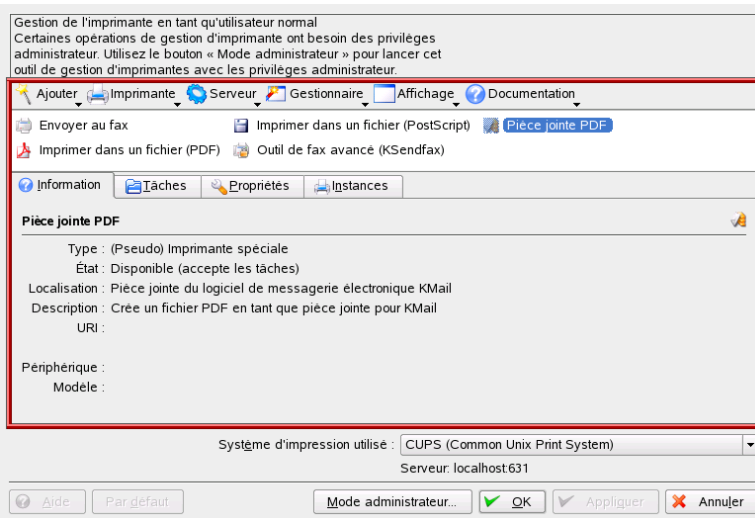 Gestion de l'imprimante en tant qu'utilisateur normal
Certaines opérations de gestion d'imprimante ont besoin des privilèges
administrateur. Utilisez le bouton « Mode administrateur » pour lancer cet
outil de gestion d'imprimantes avec les privilèges administrateur.
Ajouter Imprimante Serveur Gestionnaire Affichage Documentation
Envoyer au fax Imprimer dans un fichier (PostScript) Pièce jointe PDF
Imprimer dans un fichier (PDF) Outil de fax avancé (KSendfax)
Information Tâches Propriétés Instances
Pièce jointe PDF
Type : (Pseudo) Imprimante spéciale
État : Disponible (accepte les tâches)
Localisation : Pièce jointe du logiciel de messagerie électronique KMail
Description : Crée un fichier PDF en tant que pièce jointe pour KMail
URI :
Périphérique :
Modèle :
Système d'impression utilisé : CUPS (Common Unix Print System)
Serveur: localhost:631
Aide Par défaut Mode administrateur... OK Appliquer Annuler